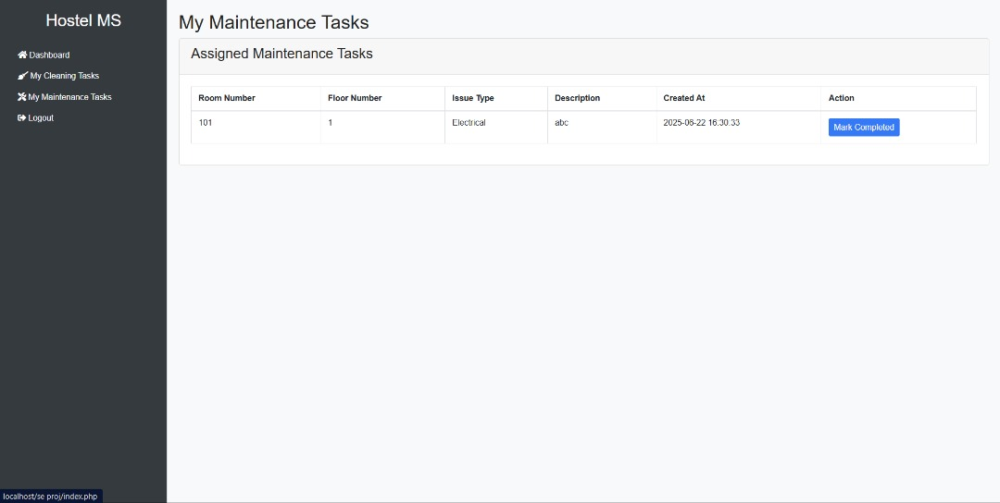 Hostel MS
Dashboard
My Cleaning Tasks
My Maintenance Tasks
Logout
My Maintenance Tasks
Assigned Maintenance Tasks
Room Number Floor Number Issue Type Description Created At Action
101 1 Electrical abc 2025-06-22 16:30:33 Mark Completed
localhost/se proj/index.php